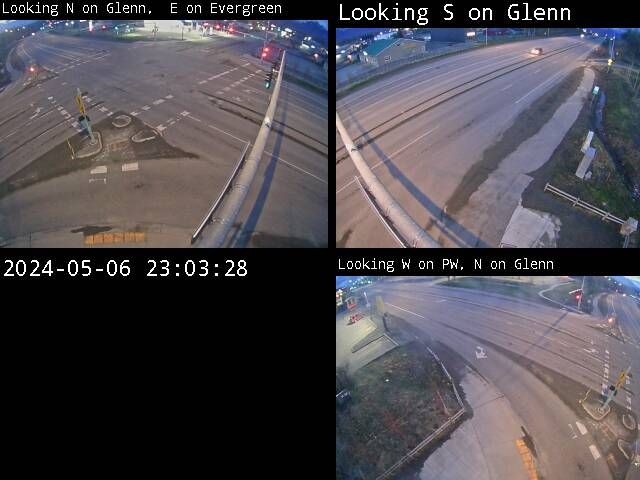 Looking N on Glenn, E on Evergreen
Looking S on Glenn
2024-05-06 23:03:28
Looking W on PW, N on Glenn